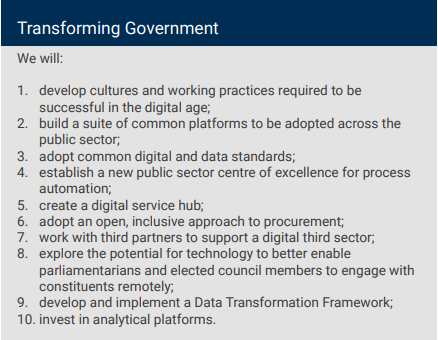 Transforming Government
We will:
1. develop cultures and working practices required to be
successful in the digital age;
2. build a suite of common platforms to be adopted across the
public sector;
3. adopt common digital and data standards;
4. establish a new public sector centre of excellence for process
automation;
5. create a digital service hub;
6. adopt an open, inclusive approach to procurement;
7. work with third partners to support a digital third sector;
8. explore the potential for technology to better enable
parliamentarians and elected council members to engage with
constituents remotely;
9. develop and implement a Data Transformation Framework;
10. invest in analytical platforms.